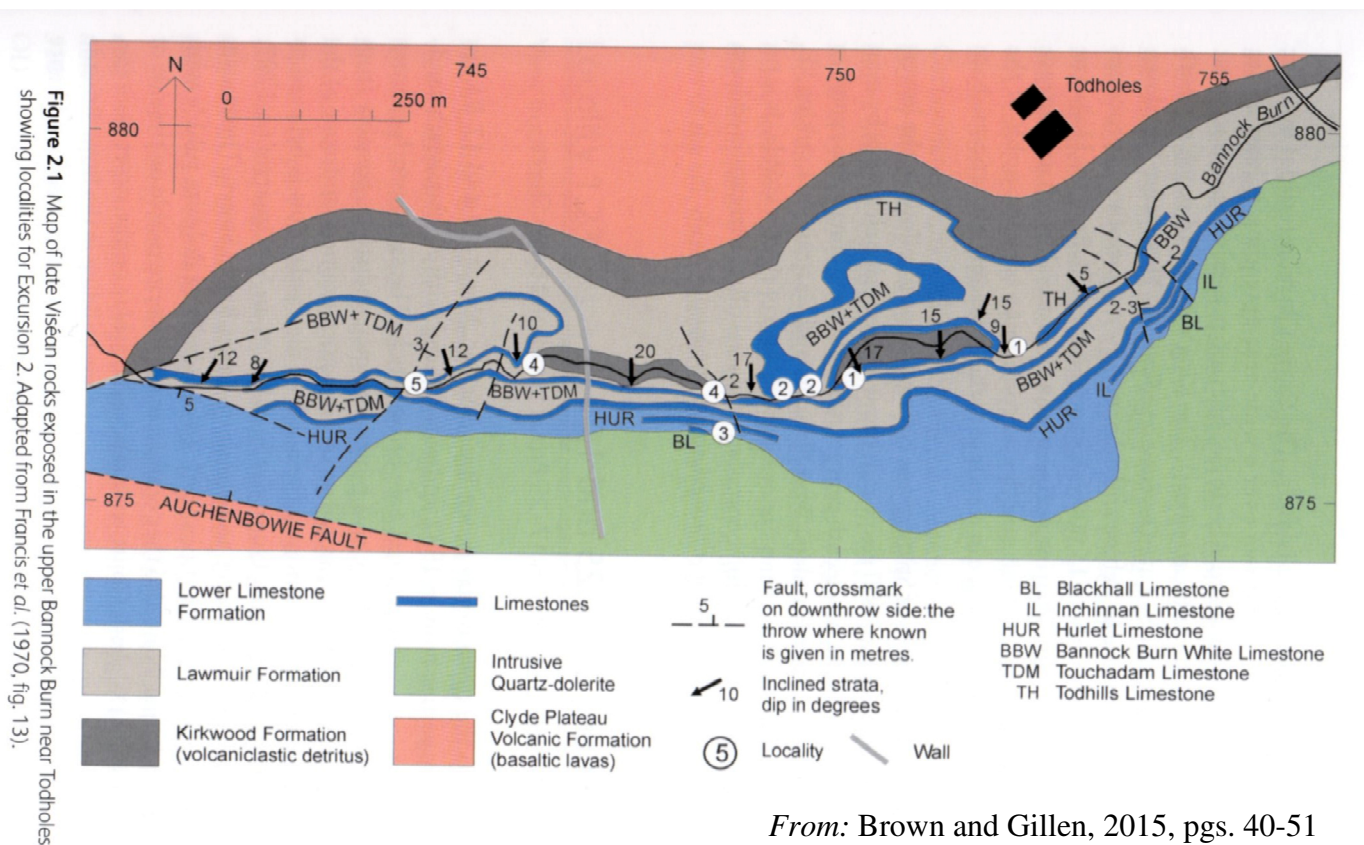 Figure 2.1 Map of late Viséan rocks exposed in the upper Bannock Burn near Todholes
showing localities for Excursion 2. Adapted from Francis et al. (1970, fig. 13).
745
750
755
N
0
250 m
Todholes
880
880
Bannock Burn
TH
BBW
HUR
2
IL
BL
BBW+TDM
BBW+TDM
TH
5
2-3
15
15
9
1
10
20
17
17
12
8
3
12
5
4
2
4
2
2
1
BBW+TDM
5
BBW+TDM
BBW+TDM
HUR
HUR
BL
3
HUR
IL
875
AUCHENBOWIE FAULT
875
Lower Limestone
Formation
Lawmuir Formation
Kirkwood Formation
(volcaniclastic detritus)
Limestones
Intrusive
Quartz-dolerite
Clyde Plateau
Volcanic Formation
(basaltic lavas)
5
Fault, crossmark
on downthrow side:the
throw where known
is given in metres.
10
Inclined strata,
dip in degrees
5
Locality
Wall
BL Blackhall Limestone
IL Inchinnan Limestone
HUR Hurlet Limestone
BBW Bannock Burn White Limestone
TDM Touchadam Limestone
TH Todhills Limestone
From: Brown and Gillen, 2015, pgs. 40-51